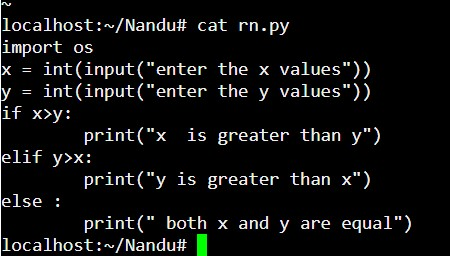 ~
localhost:~/Nandu# cat rn.py
import os
x = int(input("enter the x values"))
y = int(input("enter the y values"))
if x>y:
        print("x  is greater than y")
elif y>x:
        print("y is greater than x")
else :
        print(" both x and y are equal")
localhost:~/Nandu#